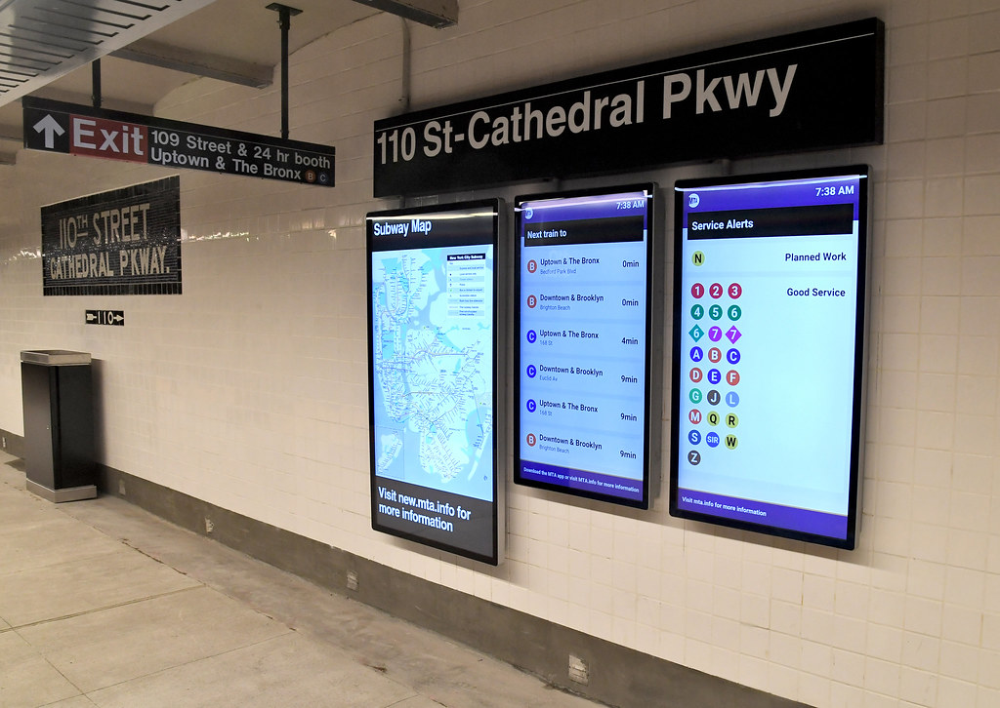 Exit
109 Street & 24 hr booth
Uptown & The Bronx B C
110TH STREET
CATHEDRAL P'KWAY.
110
110 St-Cathedral Pkwy
Subway Map
New York City Subway
Visit new.mta.info for
more information
7:38 AM
Next train to
B Uptown & The Bronx 0min
Bedford Park Blvd
B Downtown & Brooklyn 0min
Brighton Beach
C Uptown & The Bronx 4min
168 St
C Downtown & Brooklyn 9min
Euclid Av
C Uptown & The Bronx 9min
168 St
B Downtown & Brooklyn 9min
Brighton Beach
Download the MTA app or visit MTA.info for more information
MTA 7:38 AM
Service Alerts
N Planned Work
1 2 3 Good Service
4 5 6
6 7 7
A B C
D E F
G J L
M Q R
S SIR W
Z
Visit mta.info for more information